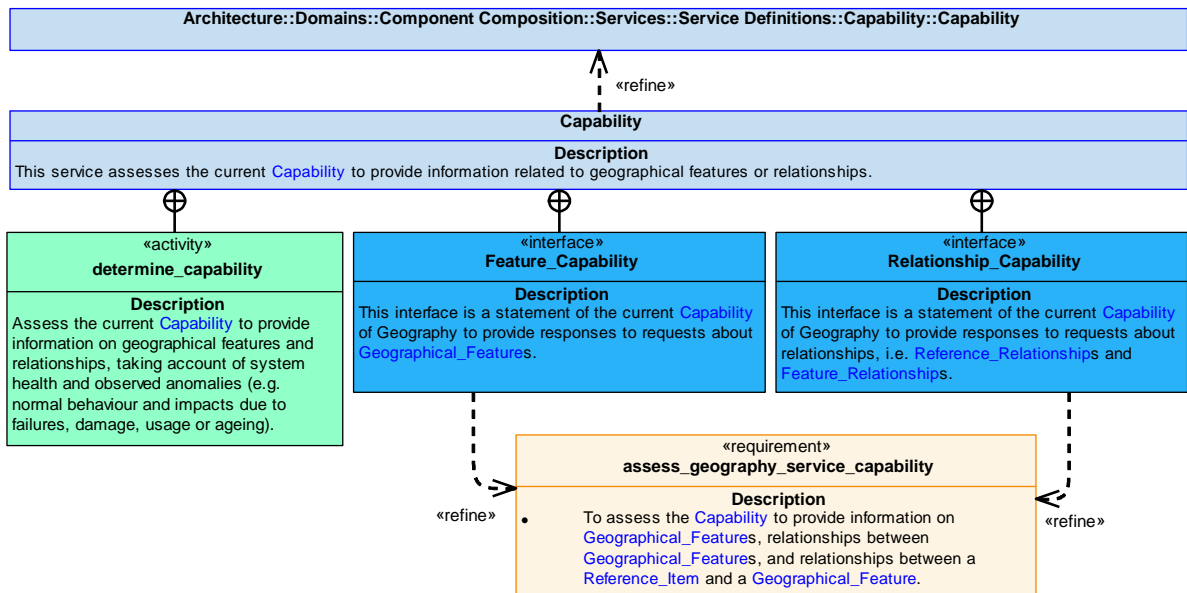 Architecture::Domains::Component Composition::Services::Service Definitions::Capability::Capability
«refine»
Capability
Description
This service assesses the current Capability to provide information related to geographical features or relationships.
«activity»
determine_capability
Description
Assess the current Capability to provide
information on geographical features and
relationships, taking account of system
health and observed anomalies (e.g.
normal behaviour and impacts due to
failures, damage, usage or ageing).
«interface»
Feature_Capability
Description
This interface is a statement of the current Capability
of Geography to provide responses to requests about
Geographical_Features.
«interface»
Relationship_Capability
Description
This interface is a statement of the current Capability
of Geography to provide responses to requests about
relationships, i.e. Reference_Relationships and
Feature_Relationships.
«refine»
«refine»
«requirement»
assess_geography_service_capability
Description
• To assess the Capability to provide information on
Geographical_Features, relationships between
Geographical_Features, and relationships between a
Reference_Item and a Geographical_Feature.